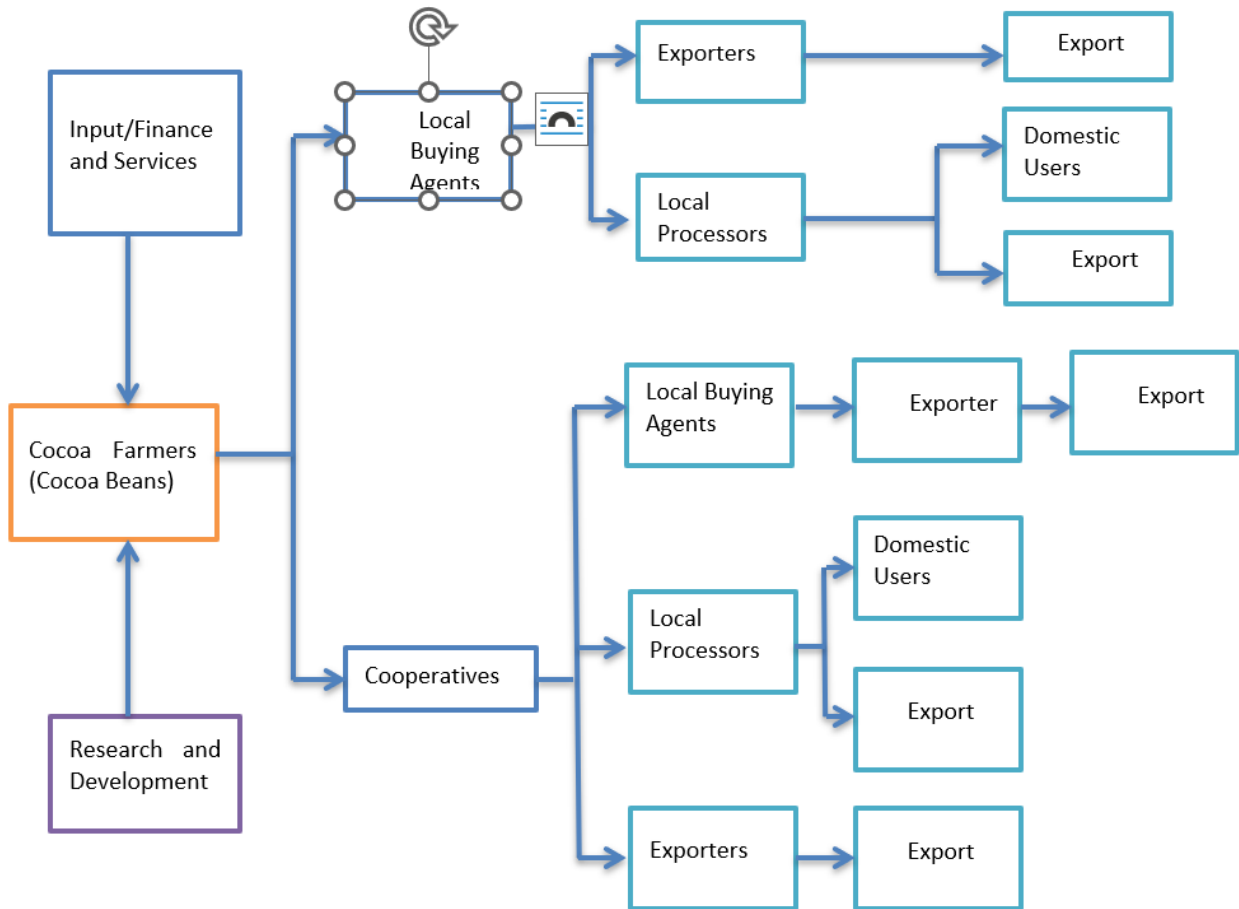 Input/Finance
and Services
Cocoa Farmers
(Cocoa Beans)
Research and
Development
Local
Buying
Agents
Cooperatives
Exporters
Export
Local
Processors
Domestic
Users
Export
Local Buying
Agents
Exporter
Export
Local
Processors
Domestic
Users
Export
Exporters
Export